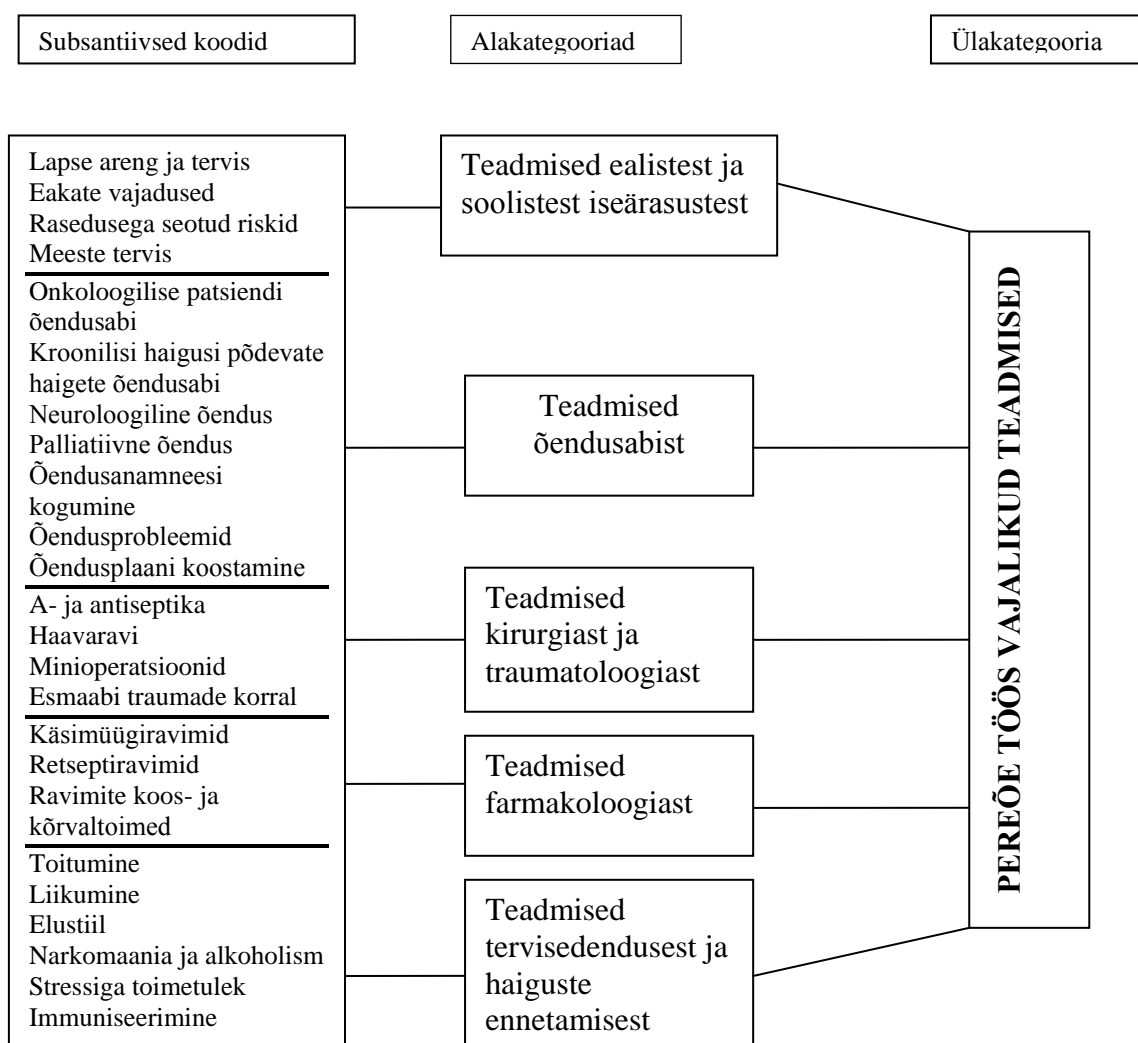 Subsantiivsed koodid
Alakategooriad
Ülakategooria
Lapse areng ja tervis
Eakate vajadused
Rasedusega seotud riskid
Meeste tervis
Onkoloogilise patsiendi
õendusabi
Kroonilisi haigusi põdevate
haigete õendusabi
Neuroloogiline õendus
Palliatiivne õendus
Õendusanamneesi
kogumine
Õendusprobleemid
Õendusplaani koostamine
A- ja antiseptika
Haavaravi
Minioperatsioonid
Esmaabi traumade korral
Käsimüügiravimid
Retseptiravimid
Ravimite koos- ja
kõrvaltoimed
Toitumine
Liikumine
Elustiil
Narkomaania ja alkoholism
Stressiga toimetulek
Immuniseerimine
Teadmised ealistest ja
soolistest iseärasustest
Teadmised
õendusabist
Teadmised
kirurgiast ja
traumatoloogiast
Teadmised
farmakoloogiast
Teadmised
tervisedendusest ja
haiguste
ennetamisest
PEREÕE TÖÖS VAJALIKUD TEADMISED